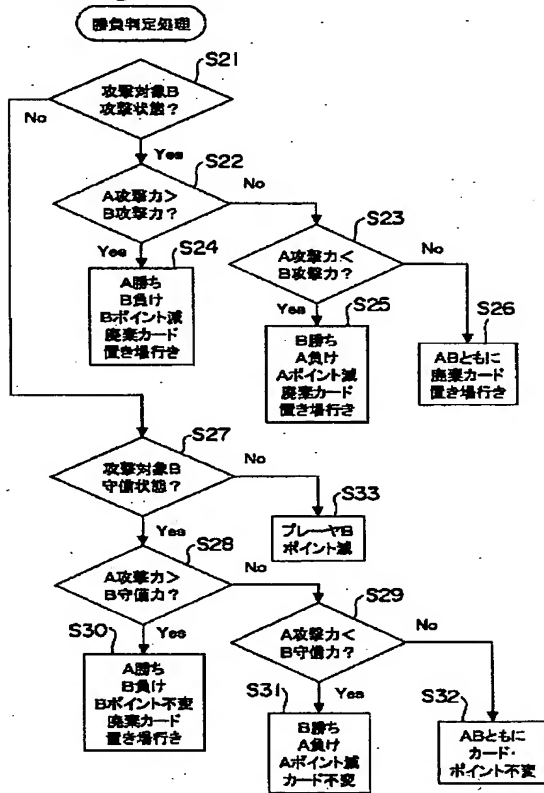 勝負判定処理
S21
攻撃対象B
攻撃状態？
No
Yes
S22
A攻撃力＞
B攻撃力？
No
Yes
S23
A攻撃力＜
B攻撃力？
No
Yes
S24
A勝ち
B負け
Bポイント減
廃棄カード
置き場行き
S25
B勝ち
A負け
Aポイント減
廃棄カード
置き場行き
S26
ABともに
廃棄カード
置き場行き
S27
攻撃対象B
守備状態？
No
Yes
S33
プレーヤB
ポイント減
S28
A攻撃力＞
B守備力？
No
Yes
S29
A攻撃力＜
B守備力？
No
Yes
S30
A勝ち
B負け
Bポイント不変
廃棄カード
置き場行き
S31
B勝ち
A負け
Aポイント減
カード不変
S32
ABともに
カード・
ポイント不変